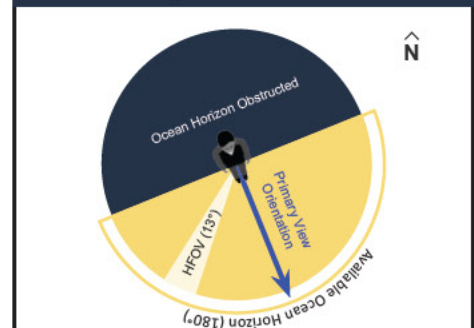 N
Ocean Horizon Obstructed
Primary View
Orientation
HFOV (13°)
Available Ocean Horizon (180°)